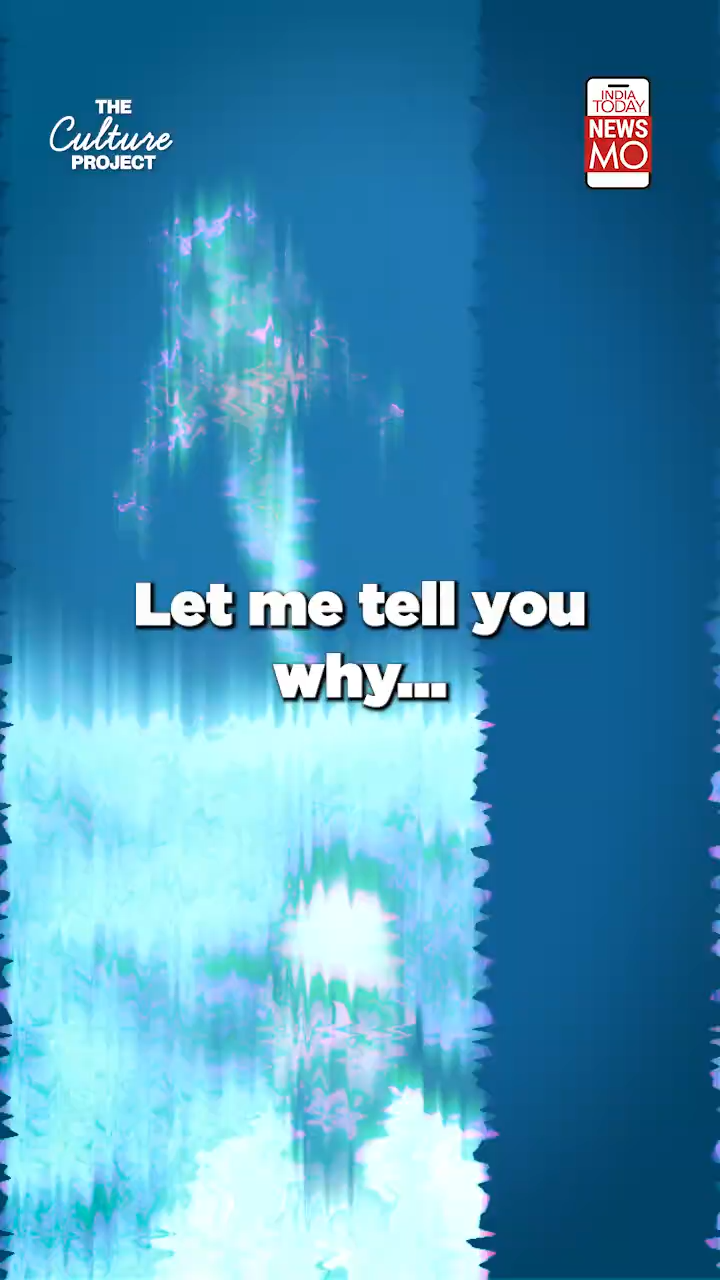 THE
Culture
PROJECT
INDIA
TODAY
NEWS
MO
Let me tell you
why...